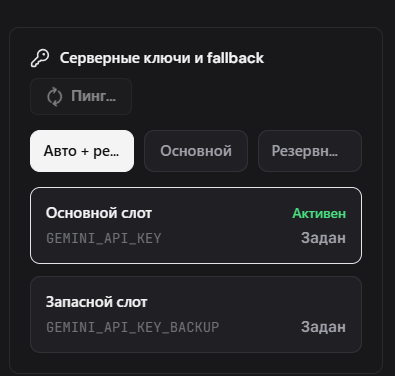 Серверные ключи и fallback
Пинг...
Авто + ре...
Основной
Резервн...
Основной слот
Активен
GEMINI_API_KEY
Задан
Запасной слот
GEMINI_API_KEY_BACKUP
Задан